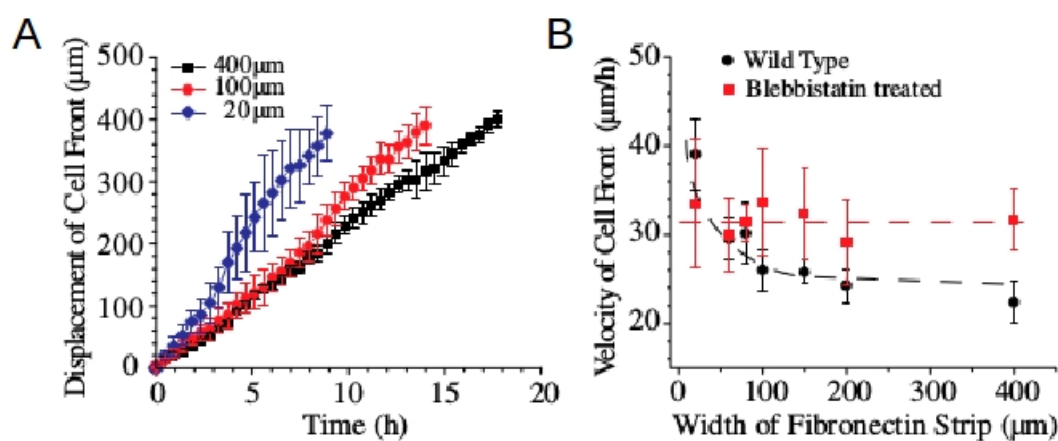 A
Displacement of Cell Front (µm)
500
400
300
200
100
0
400µm
100µm
20µm
0
5
10
15
20
Time (h)
B
Velocity of Cell Front (µm/h)
50
40
30
20
Wild Type
Blebbistatin treated
0
100
200
300
400
Width of Fibronectin Strip (µm)